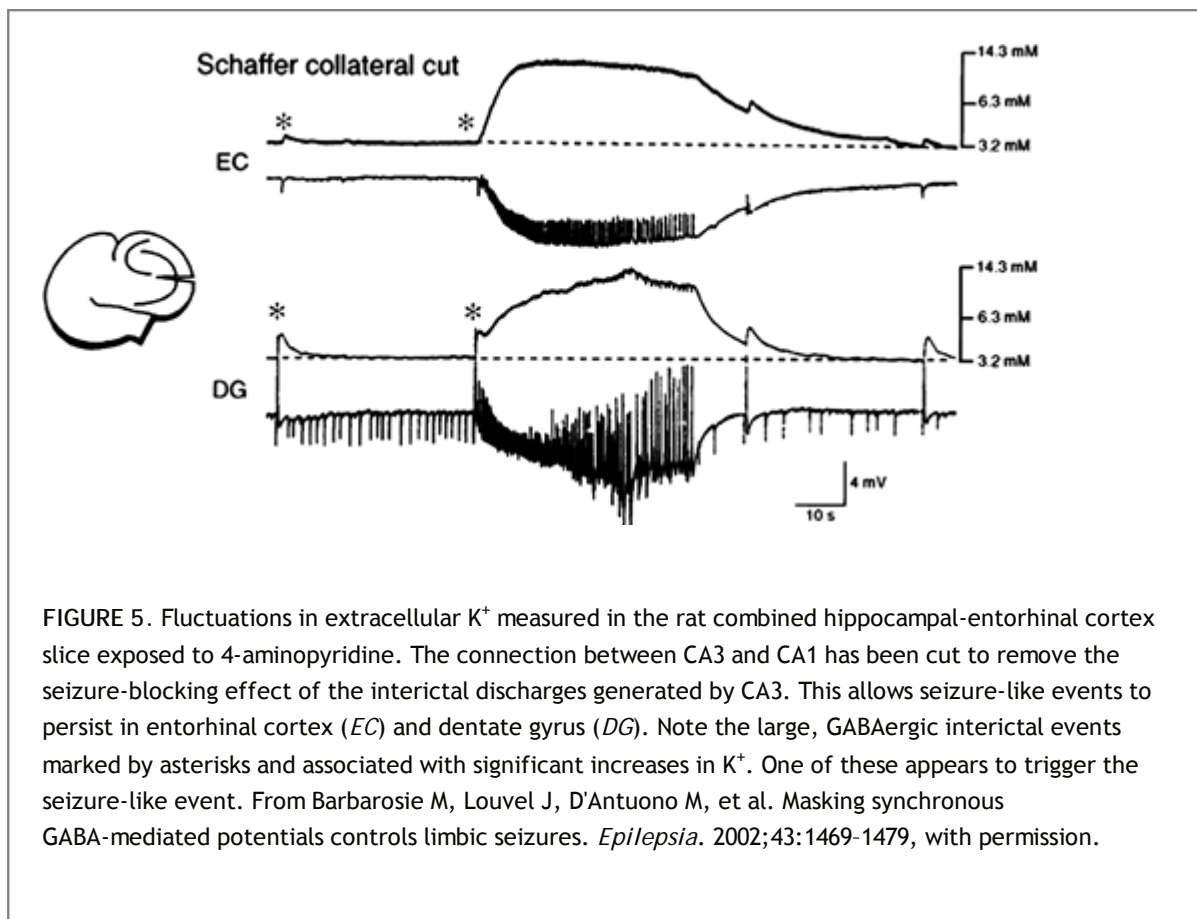 Schaffer collateral cut
14.3 mM
6.3 mM
3.2 mM
*
*
EC
14.3 mM
6.3 mM
3.2 mM
*
*
DG
4 mV
10 s
FIGURE 5. Fluctuations in extracellular K⁺ measured in the rat combined hippocampal-entorhinal cortex
slice exposed to 4-aminopyridine. The connection between CA3 and CA1 has been cut to remove the
seizure-blocking effect of the interictal discharges generated by CA3. This allows seizure-like events to
persist in entorhinal cortex (EC) and dentate gyrus (DG). Note the large, GABAergic interictal events
marked by asterisks and associated with significant increases in K⁺. One of these appears to trigger the
seizure-like event. From Barbarosie M, Louvel J, D'Antuono M, et al. Masking synchronous
GABA-mediated potentials controls limbic seizures. Epilepsia. 2002;43:1469-1479, with permission.